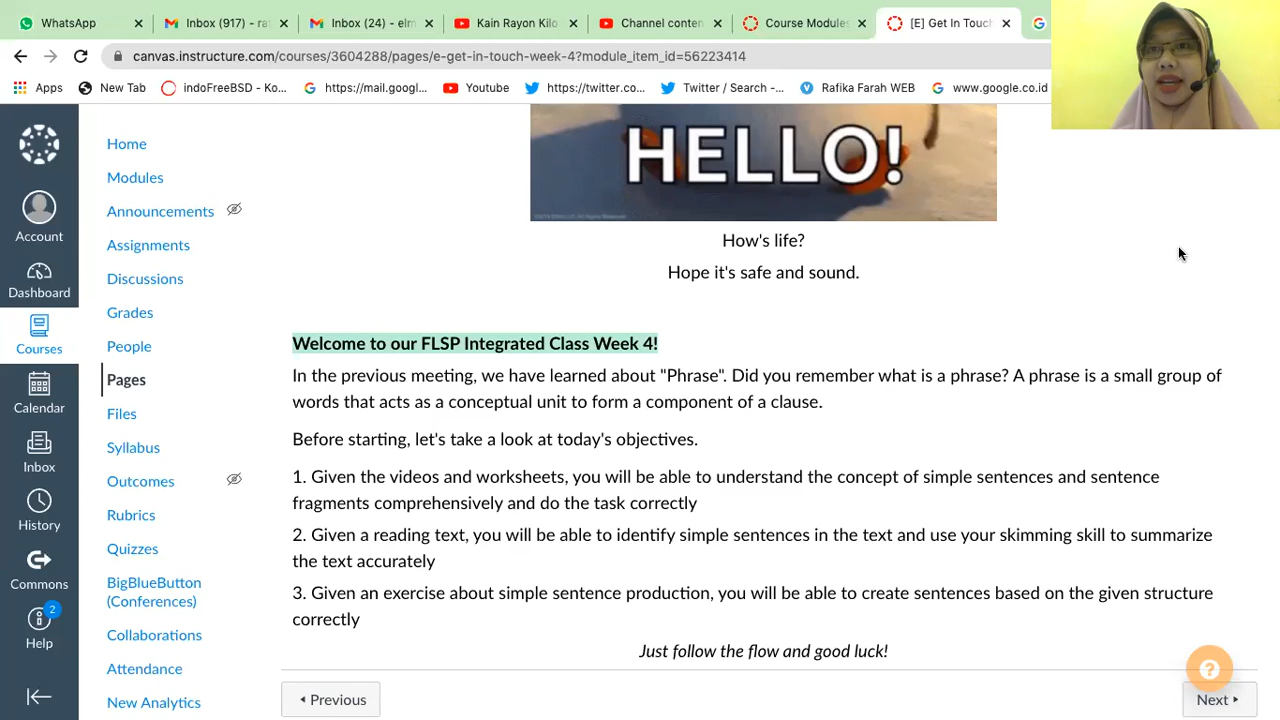 WhatsApp
Inbox (917) - ra
Inbox (24) - elm
Kain Rayon Kilo
Channel conten
Course Modules
[E] Get In Touch
canvas.instructure.com/courses/3604288/pages/e-get-in-touch-week-4?module_item_id=56223414
Apps
New Tab
indoFreeBSD - Ko...
https://mail.googl...
Youtube
https://twitter.co...
Twitter / Search -...
Rafika Farah WEB
www.google.co.id
Account
Dashboard
Courses
Calendar
Inbox
History
Commons
2
Help
Home
Modules
Announcements
Assignments
Discussions
Grades
People
Pages
Files
Syllabus
Outcomes
Rubrics
Quizzes
BigBlueButton
(Conferences)
Collaborations
Attendance
New Analytics
HELLO!
How's life?
Hope it's safe and sound.
Welcome to our FLSP Integrated Class Week 4!
In the previous meeting, we have learned about "Phrase". Did you remember what is a phrase? A phrase is a small group of
words that acts as a conceptual unit to form a component of a clause.
Before starting, let's take a look at today's objectives.
1. Given the videos and worksheets, you will be able to understand the concept of simple sentences and sentence
fragments comprehensively and do the task correctly
2. Given a reading text, you will be able to identify simple sentences in the text and use your skimming skill to summarize
the text accurately
3. Given an exercise about simple sentence production, you will be able to create sentences based on the given structure
correctly
Just follow the flow and good luck!
Previous
Next
?